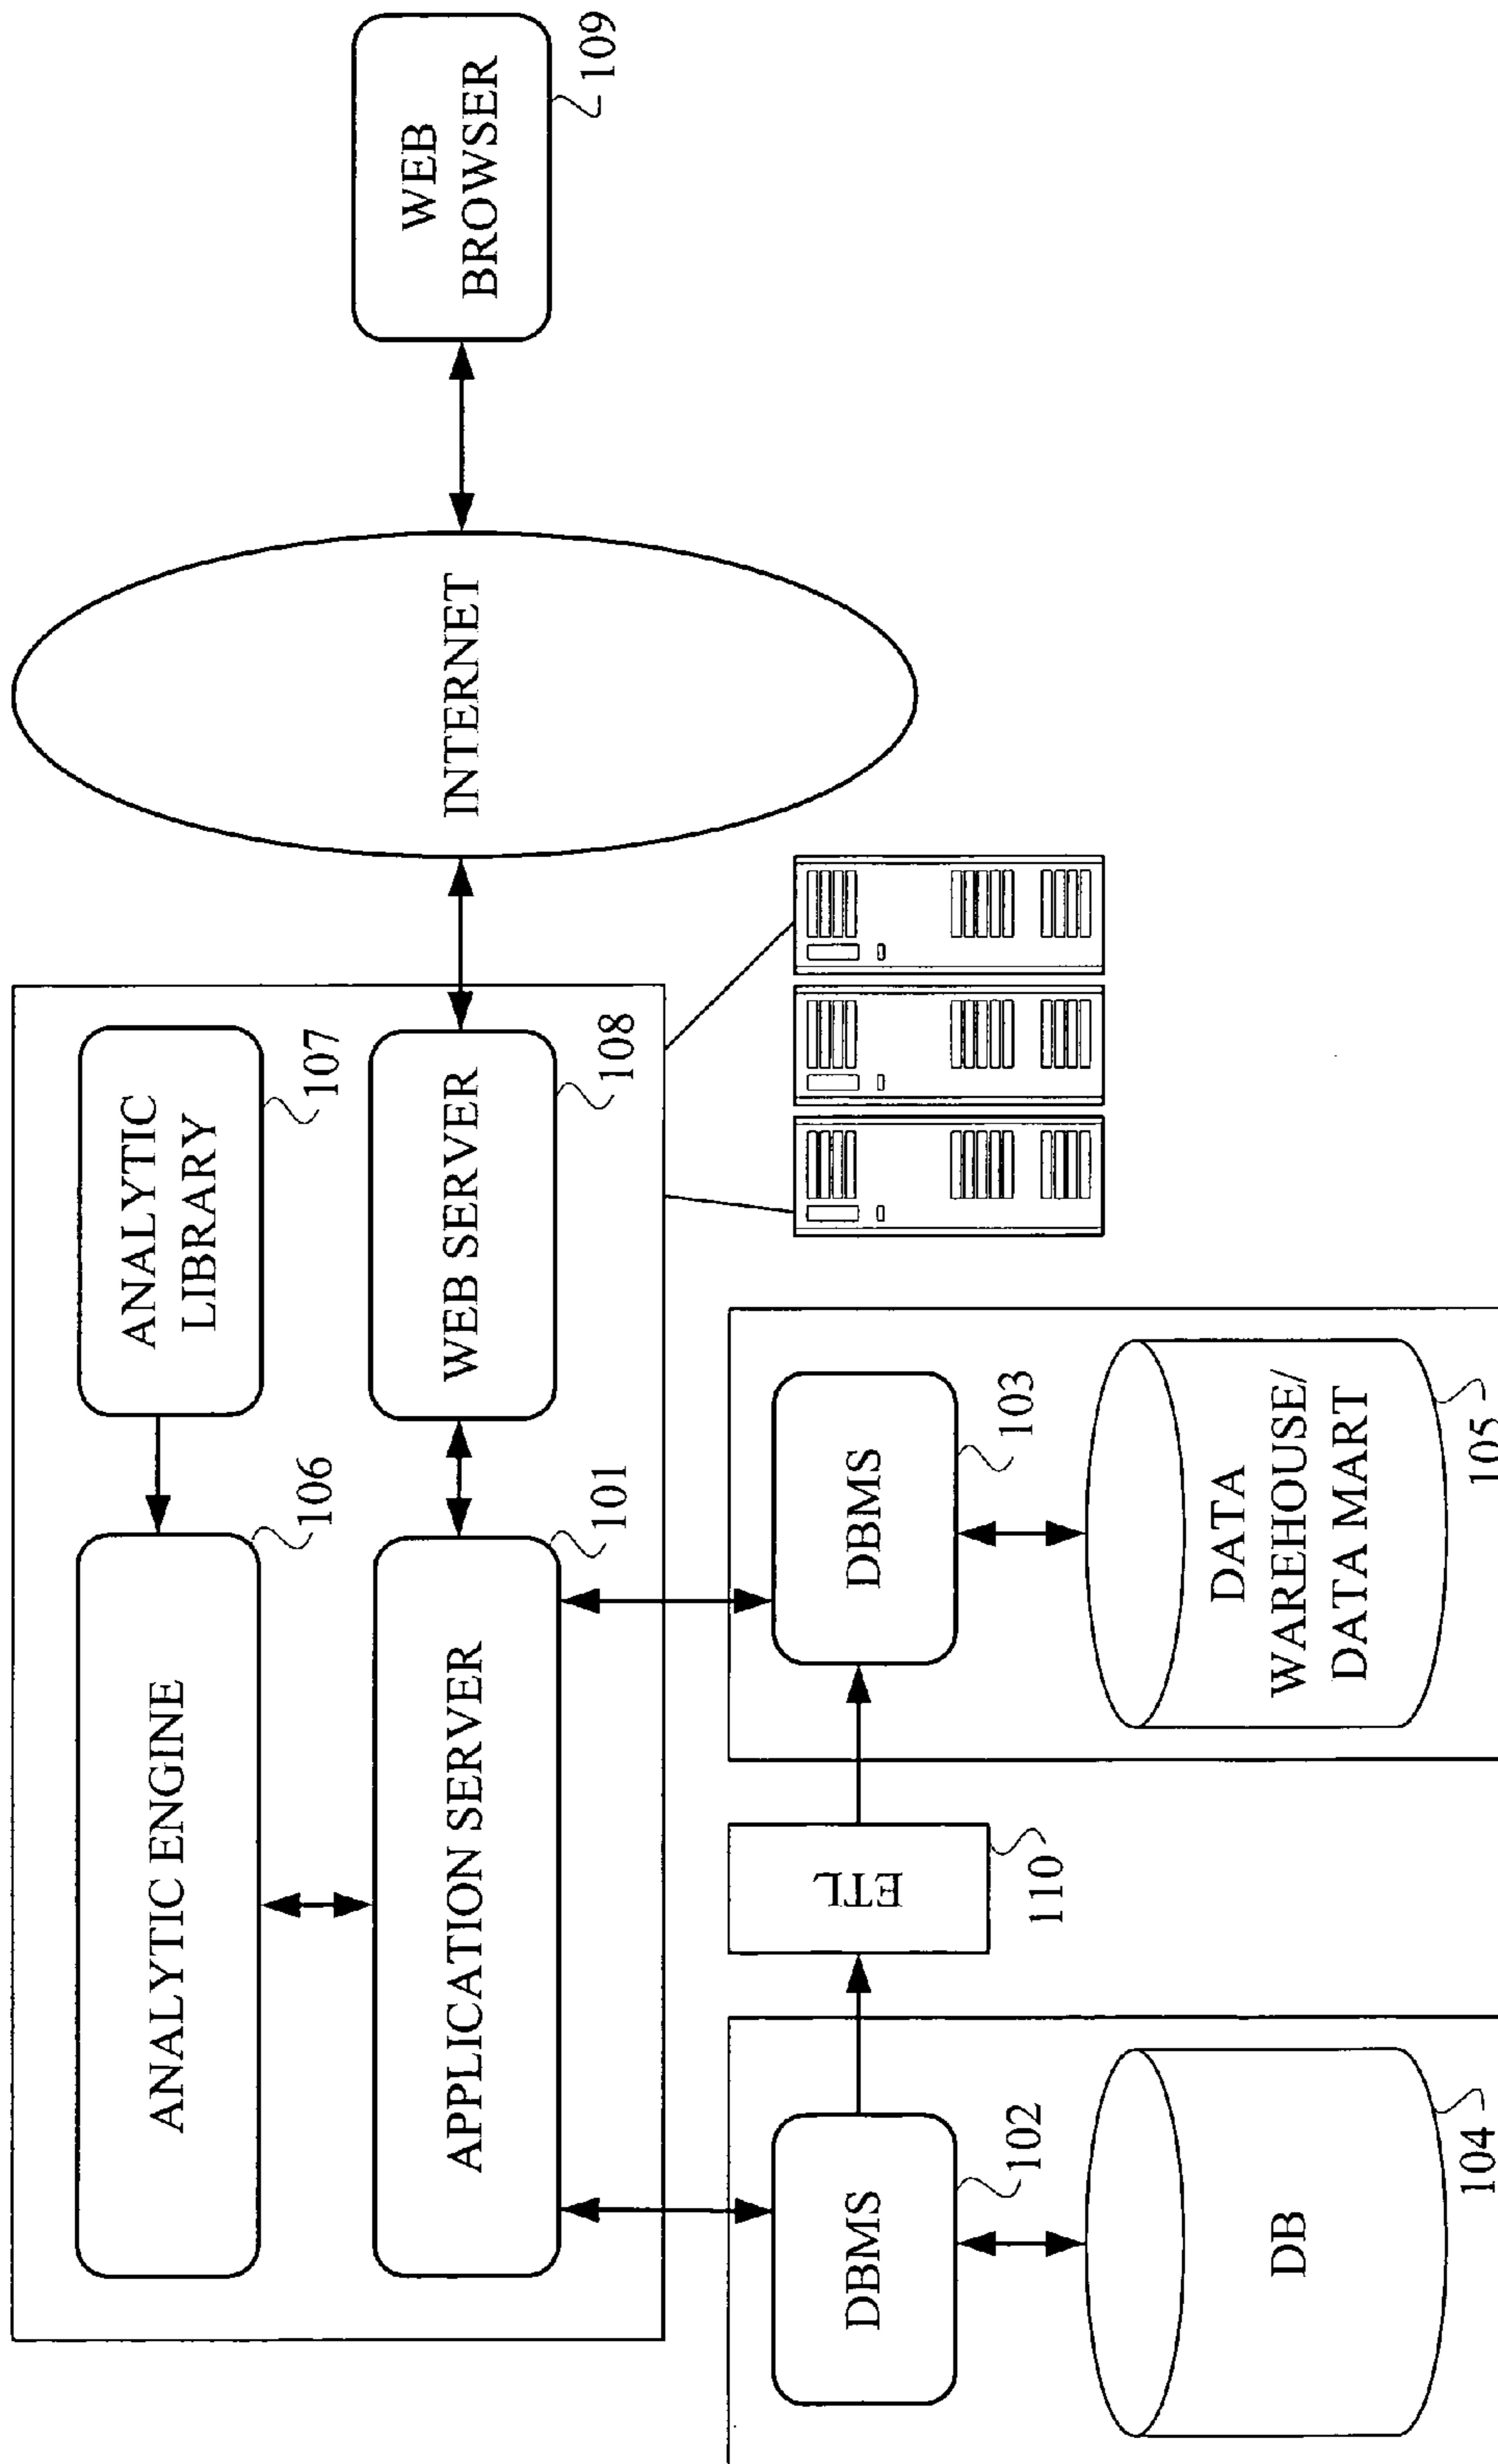 ANALYTIC ENGINE
106
ANALYTIC
LIBRARY
107
APPLICATION SERVER
101
WEB SERVER
108
INTERNET
WEB
BROWSER
109
DBMS
102
ETL
110
DBMS
103
DB
104
DATA
WAREHOUSE/
DATA MART
105